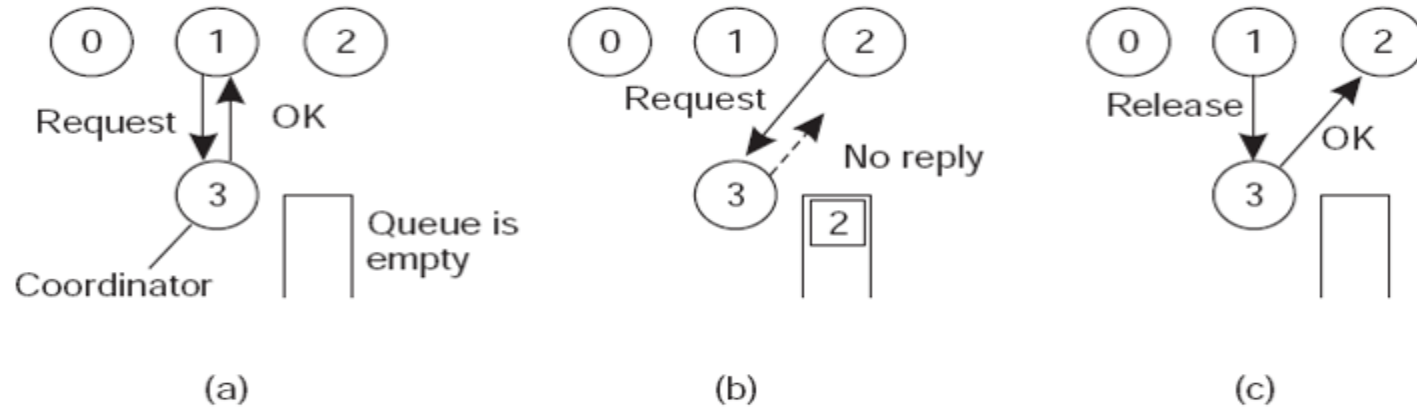 0 1 2
Request
OK
3
Queue is
empty
Coordinator
(a)
0 1 2
Request
No reply
3
2
(b)
0 1 2
Release
OK
3
(c)